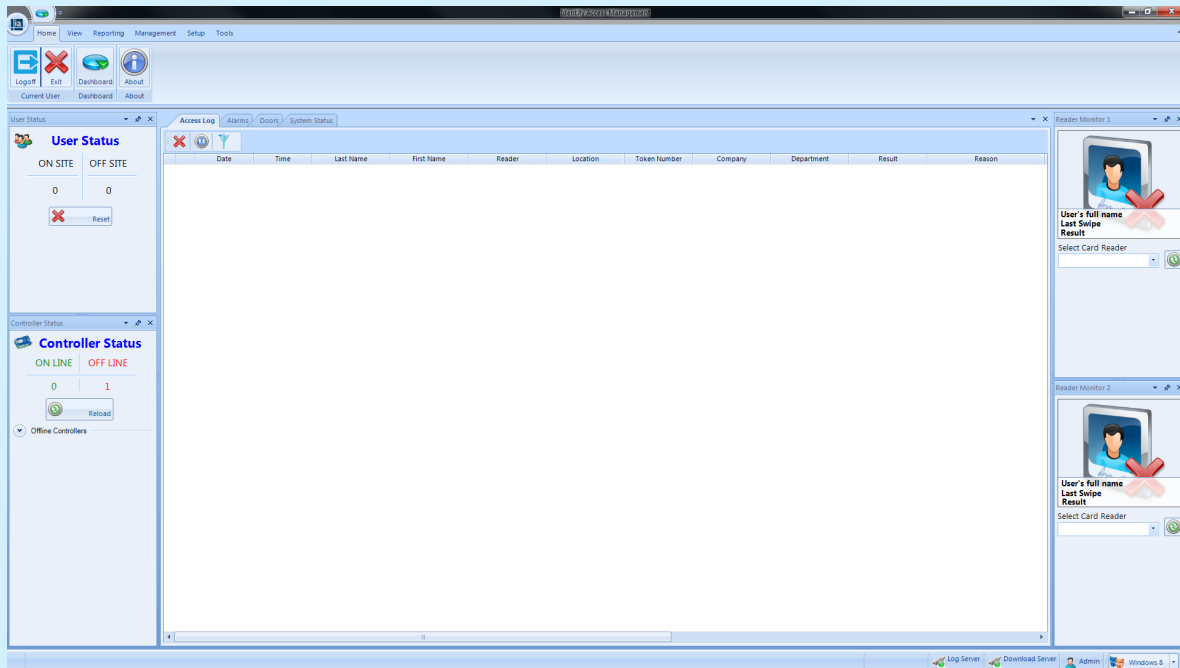 Identity Access Management
Home View Reporting Management Setup Tools
Logoff Exit Dashboard About
Current User Dashboard About
User Status
User Status
ON SITE OFF SITE
0 0
Reset
Controller Status
Controller Status
ON LINE OFF LINE
0 1
Reload
Offline Controllers
Access Log Alarms Doors System Status
Date Time Last Name First Name Reader Location Token Number Company Department Result Reason
Reader Monitor 1
User's full name
Last Swipe
Result
Select Card Reader
Reader Monitor 2
User's full name
Last Swipe
Result
Select Card Reader
Log Server Download Server Admin Windows 8